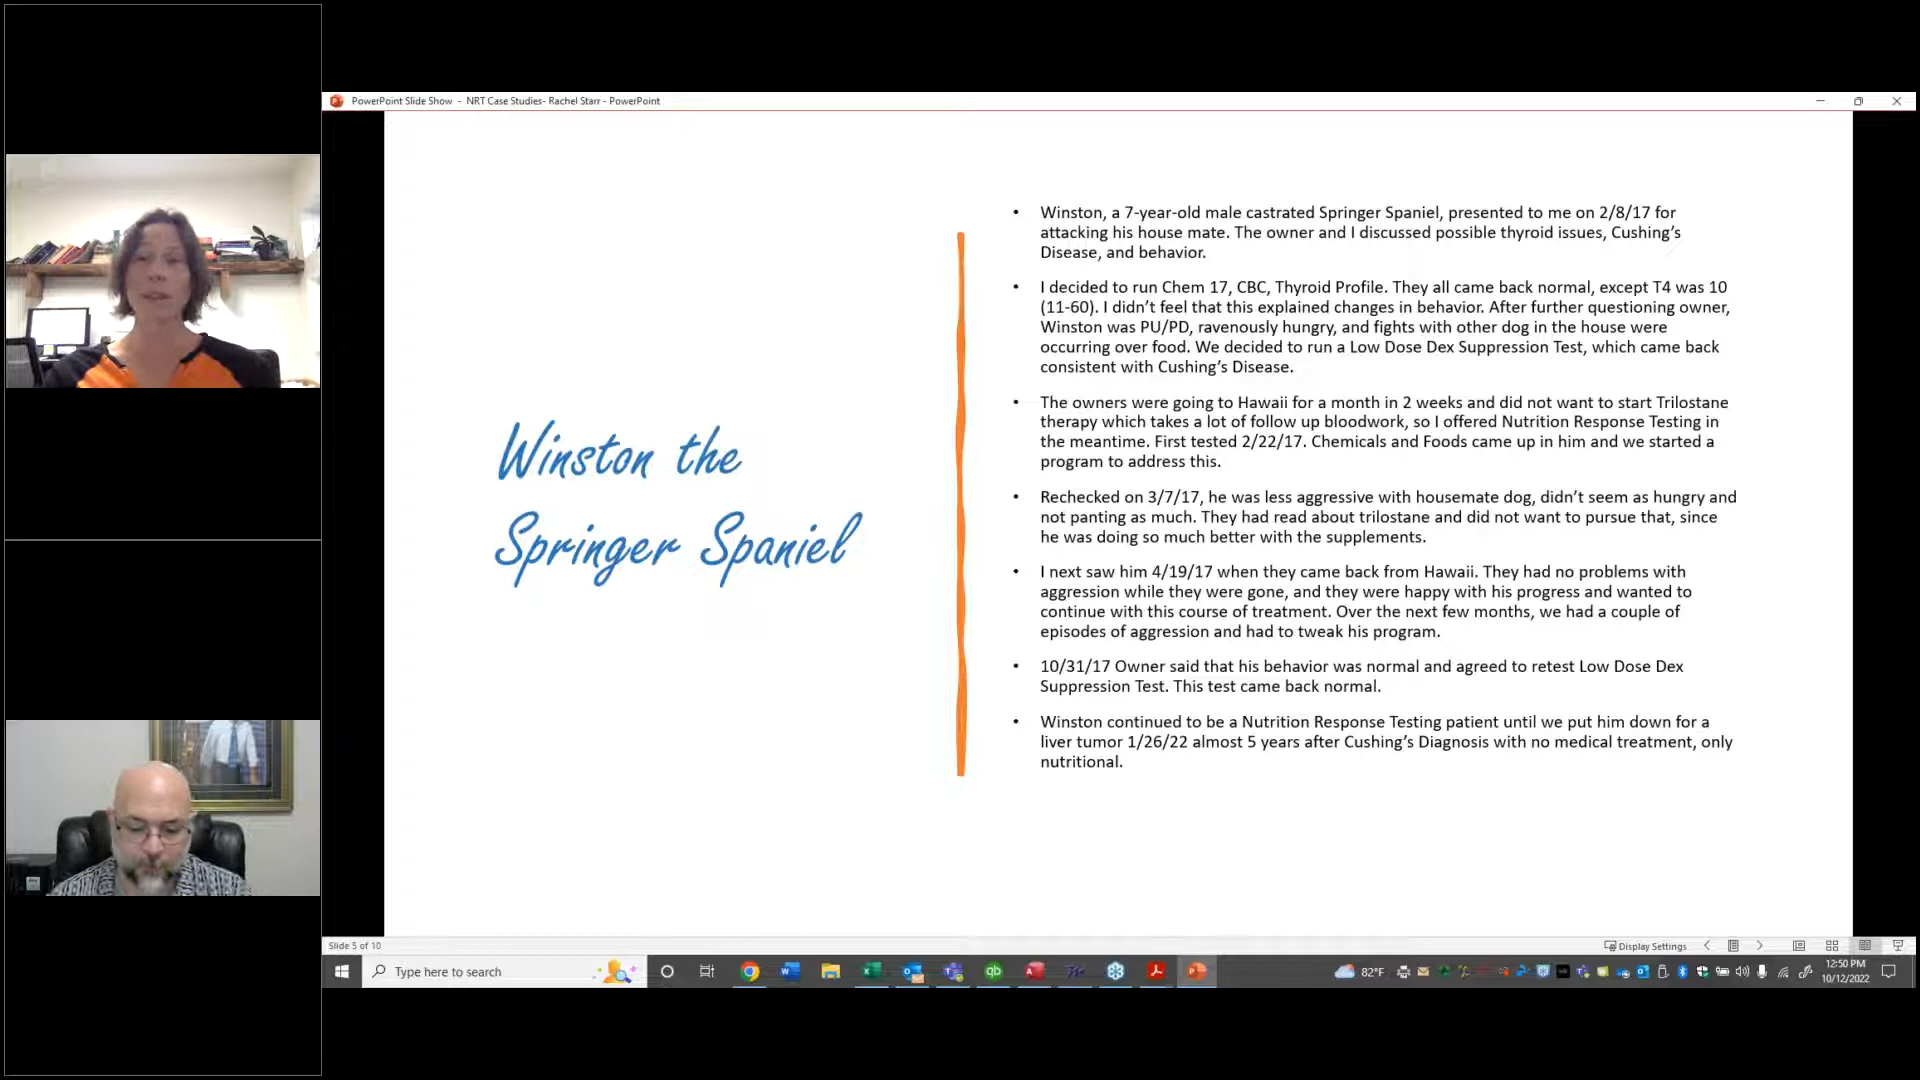 PowerPoint Slide Show - NRT Case Studies- Rachel Starr - PowerPoint
Winston the
Springer Spaniel
• Winston, a 7-year-old male castrated Springer Spaniel, presented to me on 2/8/17 for
attacking his house mate. The owner and I discussed possible thyroid issues, Cushing's
Disease, and behavior.
• I decided to run Chem 17, CBC, Thyroid Profile. They all came back normal, except T4 was 10
(11-60). I didn't feel that this explained changes in behavior. After further questioning owner,
Winston was PU/PD, ravenously hungry, and fights with other dog in the house were
occurring over food. We decided to run a Low Dose Dex Suppression Test, which came back
consistent with Cushing's Disease.
• The owners were going to Hawaii for a month in 2 weeks and did not want to start Trilostane
therapy which takes a lot of follow up bloodwork, so I offered Nutrition Response Testing in
the meantime. First tested 2/22/17. Chemicals and Foods came up in him and we started a
program to address this.
• Rechecked on 3/7/17, he was less aggressive with housemate dog, didn't seem as hungry and
not panting as much. They had read about trilostane and did not want to pursue that, since
he was doing so much better with the supplements.
• I next saw him 4/19/17 when they came back from Hawaii. They had no problems with
aggression while they were gone, and they were happy with his progress and wanted to
continue with this course of treatment. Over the next few months, we had a couple of
episodes of aggression and had to tweak his program.
• 10/31/17 Owner said that his behavior was normal and agreed to retest Low Dose Dex
Suppression Test. This test came back normal.
• Winston continued to be a Nutrition Response Testing patient until we put him down for a
liver tumor 1/26/22 almost 5 years after Cushing's Diagnosis with no medical treatment, only
nutritional.
Slide 5 of 10
Display Settings
Type here to search
82°F
12:50 PM
10/12/2022